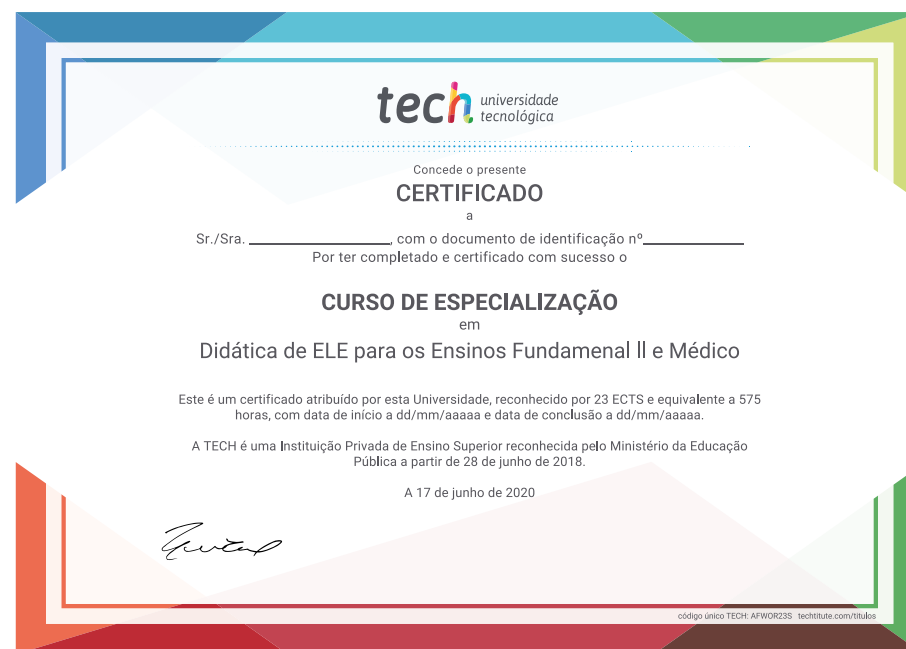 tech universidade
tecnológica
Concede o presente
CERTIFICADO
a
Sr./Sra. ________________, com o documento de identificação nº____________
Por ter completado e certificado com sucesso o
CURSO DE ESPECIALIZAÇÃO
em
Didática de ELE para os Ensinos Fundamenal ll e Médico
Este é um certificado atribuído por esta Universidade, reconhecido por 23 ECTS e equivalente a 575
horas, com data de início a dd/mm/aaaaa e data de conclusão a dd/mm/aaaaa.
A TECH é uma Instituição Privada de Ensino Superior reconhecida pelo Ministério da Educação
Pública a partir de 28 de junho de 2018.
A 17 de junho de 2020
código único TECH: AFWOR23S techtitute.com/titulos